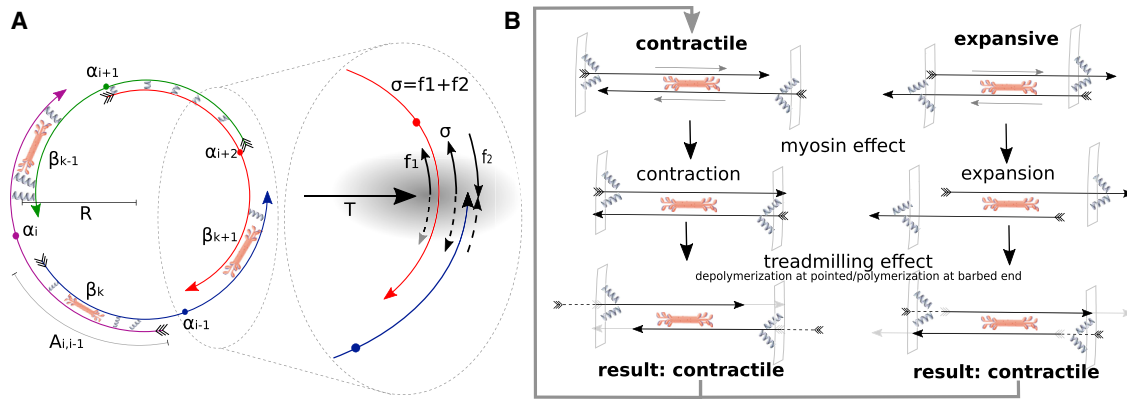 A
αi+1
βk-1
αi+2
R
αi
βk+1
βk
αi-1
Ai,i-1
σ=f1+f2
σ
f1
f2
T
B
contractile
expansive
myosin effect
contraction
expansion
treadmilling effect
depolymerization at pointed/polymerization at barbed end
result: contractile
result: contractile